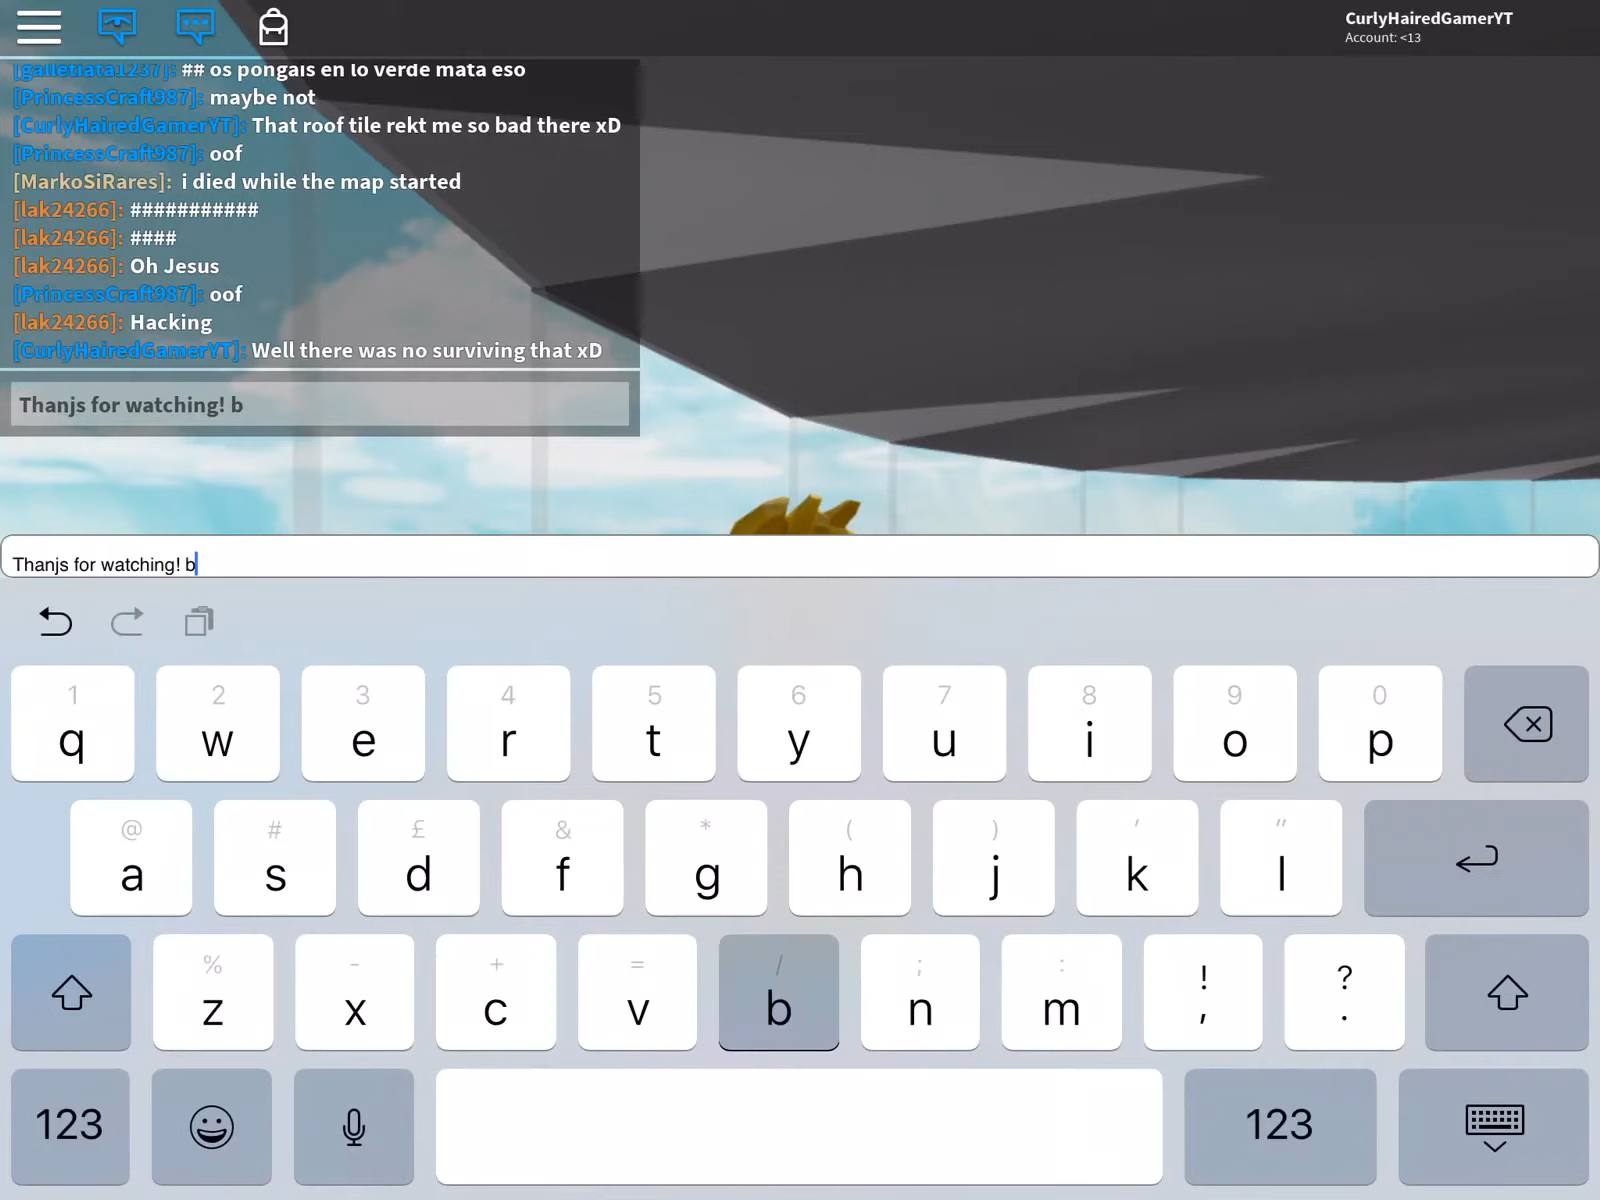 CurlyHairedGamerYT
Account: <13
[galletiata1237]: ## os pongais en lo verde mata eso
[PrincessCraft987]: maybe not
[CurlyHairedGamerYT]: That roof tile rekt me so bad there xD
[PrincessCraft987]: oof
[MarkoSiRares]: i died while the map started
[lak24266]: ###########
[lak24266]: ####
[lak24266]: Oh Jesus
[PrincessCraft987]: oof
[lak24266]: Hacking
[CurlyHairedGamerYT]: Well there was no surviving that xD
Thanjs for watching! b
Thanjs for watching! b
1 2 3 4 5 6 7 8 9 0
q w e r t y u i o p
@ # £ & * ( ) ' "
a s d f g h j k l
% - + = / ; : ! ?
z x c v b n m , .
123 123